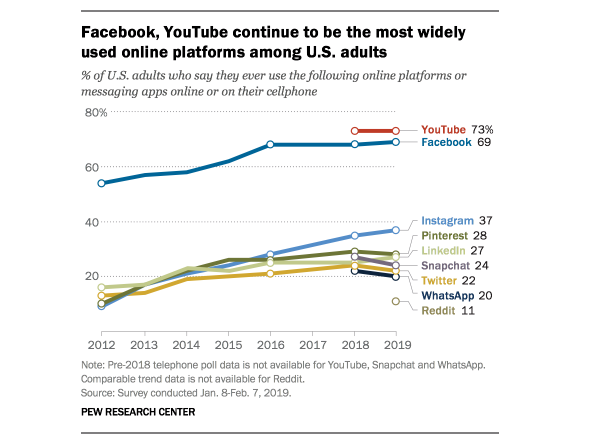 Facebook, YouTube continue to be the most widely
used online platforms among U.S. adults
% of U.S. adults who say they ever use the following online platforms or
messaging apps online or on their cellphone
80%
60
40
20
YouTube 73%
Facebook 69
Instagram 37
Pinterest 28
LinkedIn 27
Snapchat 24
Twitter 22
WhatsApp 20
Reddit 11
2012 2013 2014 2015 2016 2017 2018 2019
Note: Pre-2018 telephone poll data is not available for YouTube, Snapchat and WhatsApp.
Comparable trend data is not available for Reddit.
Source: Survey conducted Jan. 8-Feb. 7, 2019.
PEW RESEARCH CENTER